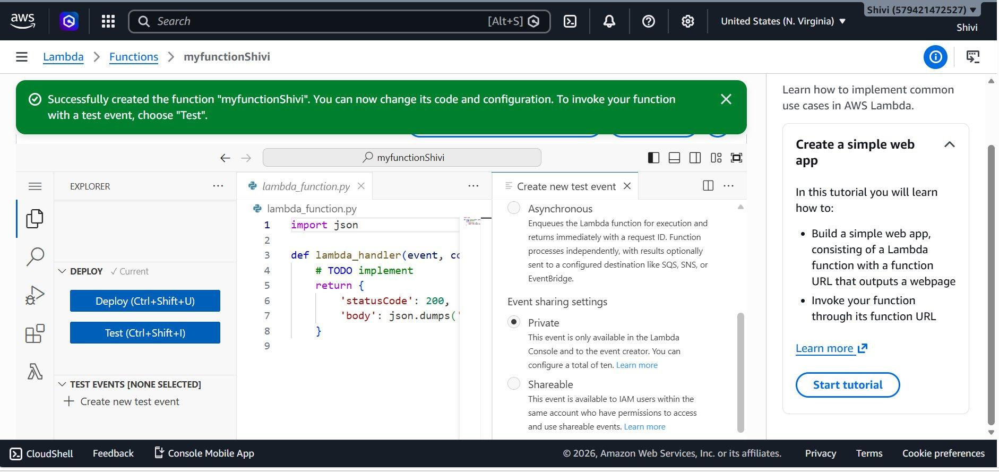 aws
Search
[Alt+S]
United States (N. Virginia) ▼
Shivi (579421472527) ▼
Shivi
Lambda
Functions
myfunctionShivi
Successfully created the function "myfunctionShivi". You can now change its code and configuration. To invoke your function
with a test event, choose "Test".
myfunctionShivi
EXPLORER
DEPLOY
Current
Deploy (Ctrl+Shift+U)
Test (Ctrl+Shift+I)
TEST EVENTS [NONE SELECTED]
Create new test event
lambda_function.py
lambda_function.py
1 import json
2
3 def lambda_handler(event, co
4 # TODO implement
5 return {
6 'statusCode': 200,
7 'body': json.dumps('
8 }
9
Create new test event
Asynchronous
Enqueues the Lambda function for execution and
returns immediately with a request ID. Function
processes independently, with results optionally
sent to a configured destination like SQS, SNS, or
EventBridge.
Event sharing settings
Private
This event is only available in the Lambda
Console and to the event creator. You can
configure a total of ten. Learn more
Shareable
This event is available to IAM users within the
same account who have permissions to access
and use shareable events. Learn more
Learn how to implement common
use cases in AWS Lambda.
Create a simple web
app
In this tutorial you will learn
how to:
• Build a simple web app,
consisting of a Lambda
function with a function
URL that outputs a webpage
• Invoke your function
through its function URL
Learn more
Start tutorial
CloudShell
Feedback
Console Mobile App
© 2026, Amazon Web Services, Inc. or its affiliates.
Privacy
Terms
Cookie preferences